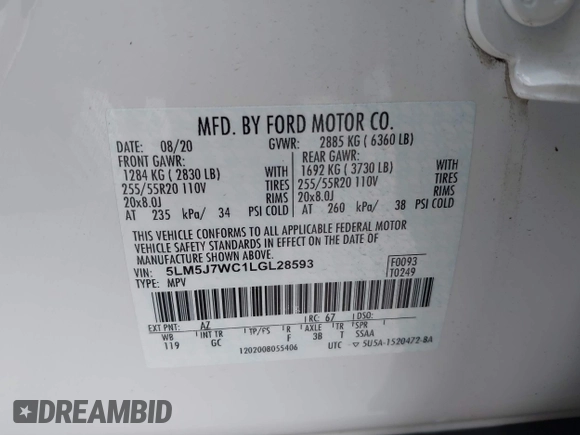 MFD. BY FORD MOTOR CO.
DATE: 08/20 GVWR: 2885 KG ( 6360 LB)
FRONT GAWR: REAR GAWR:
1284 KG ( 2830 LB) WITH 1692 KG ( 3730 LB) WITH
255/55R20 110V TIRES 255/55R20 110V TIRES
20x8.0J RIMS 20x8.0J RIMS
AT 235 kPa/ 34 PSI COLD AT 260 kPa/ 38 PSI COLD
THIS VEHICLE CONFORMS TO ALL APPLICABLE FEDERAL MOTOR
VEHICLE SAFETY STANDARDS IN EFFECT ON THE DATE OF
MANUFACTURE SHOWN ABOVE.
VIN: 5LM5J7WC1LGL28593 F0093
TYPE: MPV T0249
EXT PNT: AZ RC: 67 DSO:
WB INT TR TP/PS R AXLE TR SPR
119 GC F 3B T SSAA
1202008055406 UTC ▽ 5U5A-1520472-BA
DREAMBID